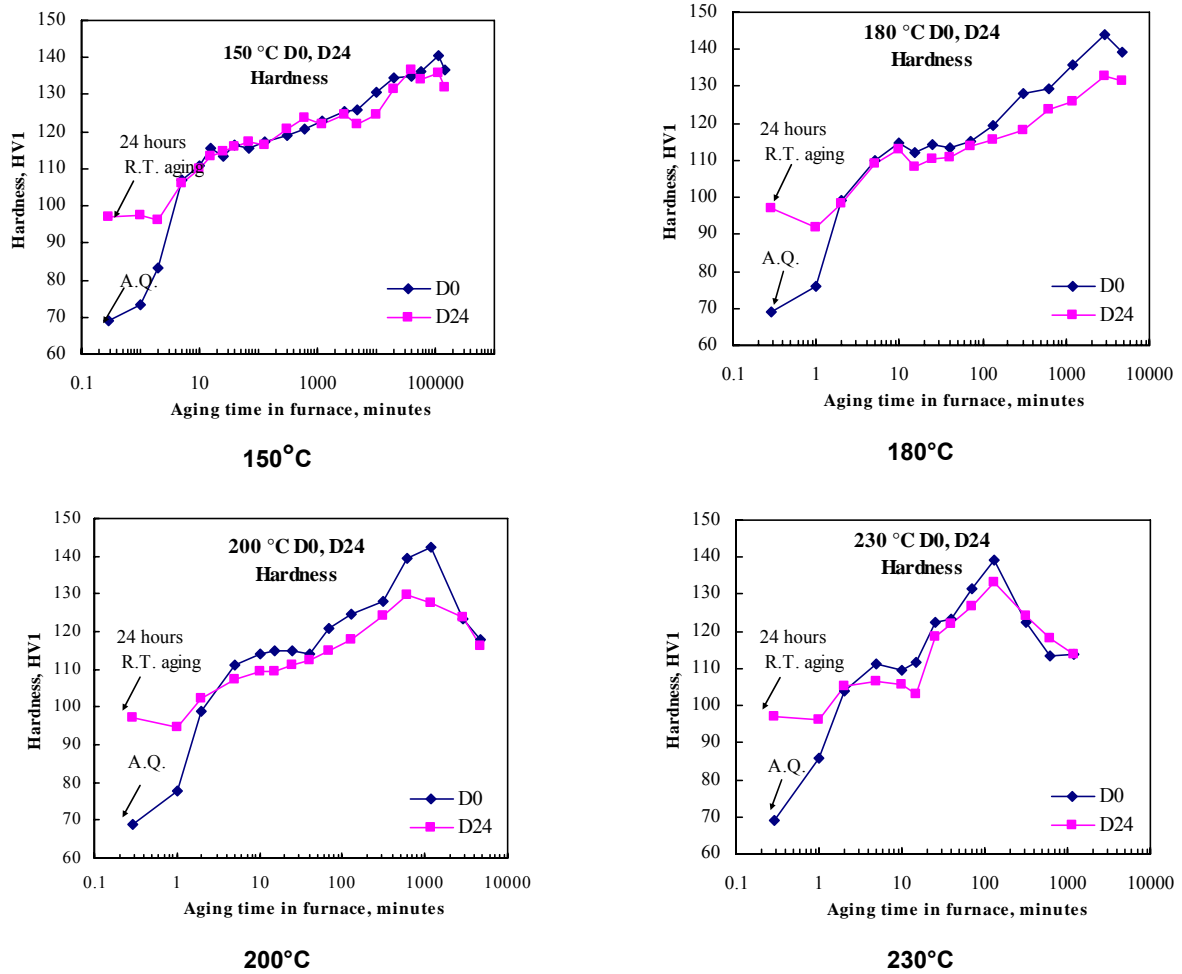 150
140
130
120
110
100
90
80
70
60
Hardness, HV1
150 °C D0, D24
Hardness
24 hours
R.T. aging
A.Q.
D0
D24
0.1
10
1000
100000
Aging time in furnace, minutes
150°C
150
140
130
120
110
100
90
80
70
60
Hardness, HV1
180 °C D0, D24
Hardness
24 hours
R.T. aging
A.Q.
D0
D24
0.1
1
10
100
1000
10000
Aging time in furnace, minutes
180°C
150
140
130
120
110
100
90
80
70
60
Hardness, HV1
200 °C D0, D24
Hardness
24 hours
R.T. aging
A.Q.
D0
D24
0.1
1
10
100
1000
10000
Aging time in furnace, minutes
200°C
150
140
130
120
110
100
90
80
70
60
Hardness, HV1
230 °C D0, D24
Hardness
24 hours
R.T. aging
A.Q.
D0
D24
0.1
1
10
100
1000
10000
Aging time in furnace, minutes
230°C